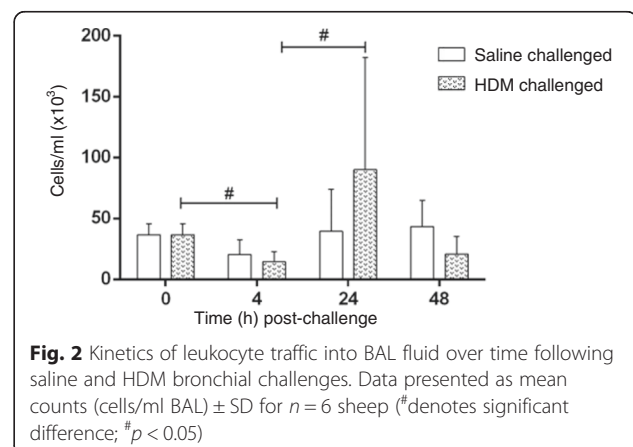 200
150
100
50
0
Cells/ml (x10³)
#
#
Saline challenged
HDM challenged
0 4 24 48
Time (h) post-challenge
Fig. 2 Kinetics of leukocyte traffic into BAL fluid over time following
saline and HDM bronchial challenges. Data presented as mean
counts (cells/ml BAL) ± SD for n = 6 sheep (#denotes significant
difference; #p < 0.05)